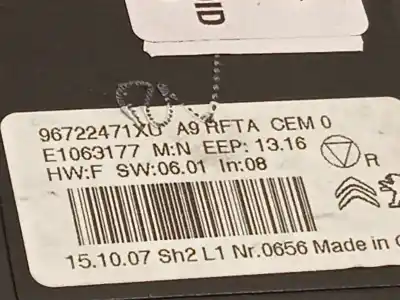 ID
96722471XU A9 RFTA CEM 0
E1063177 M:N EEP: 13.16
HW:F SW:06.01 In:08
R
15.10.07 Sh2 L1 Nr.0656 Made in